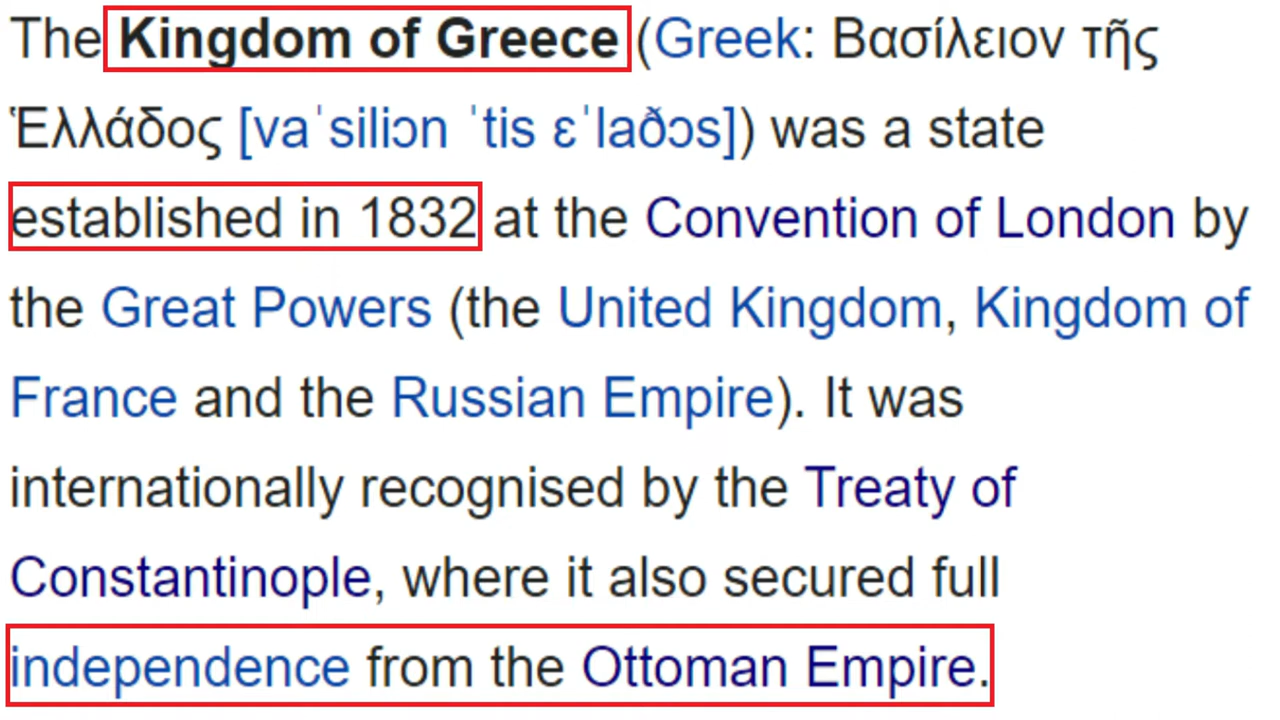 The Kingdom of Greece (Greek: Βασίλειον τῆς
Ἑλλάδος [vaˈsiliɔn ˈtis ɛˈlaðɔs]) was a state
established in 1832 at the Convention of London by
the Great Powers (the United Kingdom, Kingdom of
France and the Russian Empire). It was
internationally recognised by the Treaty of
Constantinople, where it also secured full
independence from the Ottoman Empire.